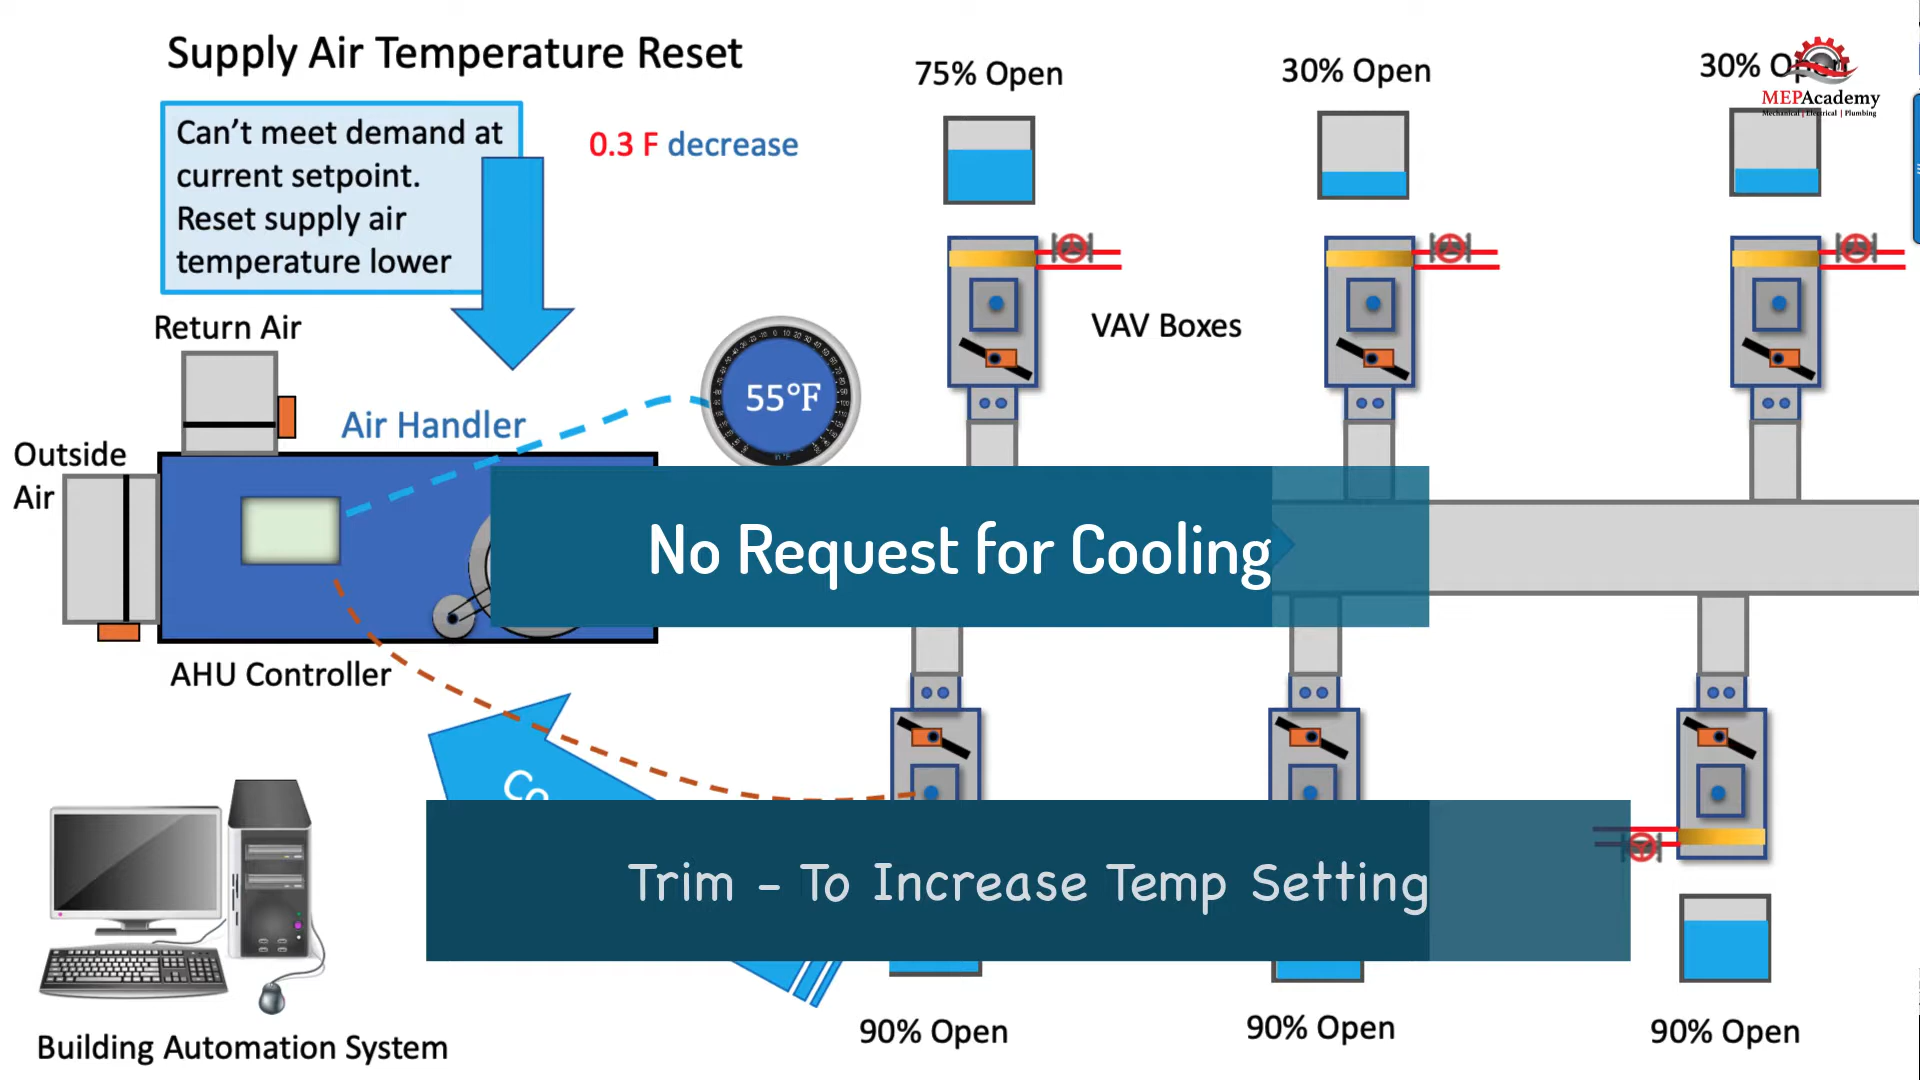 Supply Air Temperature Reset
75% Open
30% Open
30% Open
MEPAcademy
Mechanical | Electrical | Plumbing
Can't meet demand at
current setpoint.
Reset supply air
temperature lower
0.3 F decrease
Return Air
VAV Boxes
55°F
Air Handler
Outside
Air
No Request for Cooling
AHU Controller
Trim - To Increase Temp Setting
90% Open
90% Open
90% Open
Building Automation System